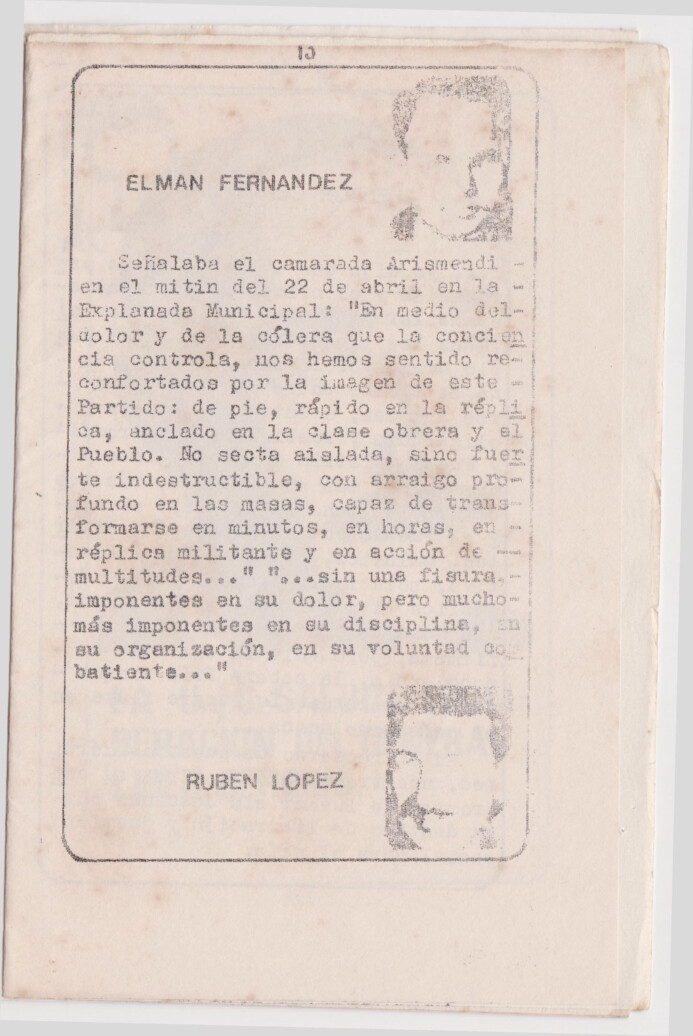 ELMAN FERNANDEZ
Señalaba el camarada Arismendi -
en el mitin del 22 de abril en la -
Explanada Municipal: "En medio del-
dolor y de la cólera que la concien
cia controla, nos hemos sentido re-
confortados por la imagen de este -
Partido: de pie, rápido en la répli
ca, anclado en la clase obrera y el
Pueblo. No secta aislada, sino fuer
te indestructible, con arraigo pro-
fundo en las masas, capaz de trans-
formarse en minutos, en horas, en -
réplica militante y en acción de --
multitudes..." "...sin una fisura.-
imponentes en su dolor, pero mucho-
más imponentes en su disciplina, en
su organización, en su voluntad com
batiente..."
RUBEN LOPEZ